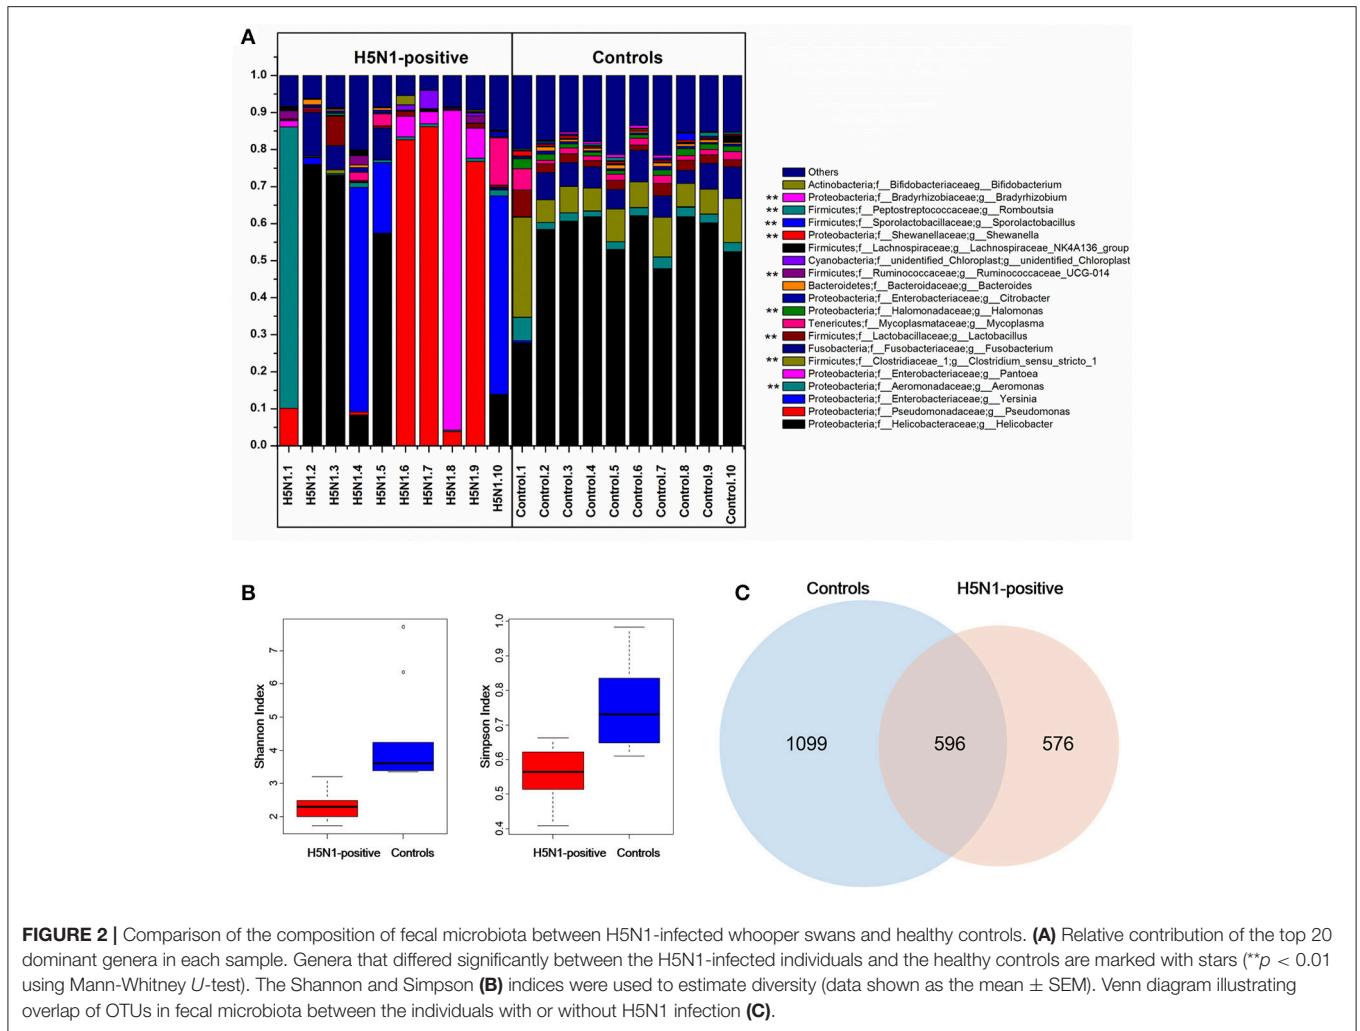 A
H5N1-positive
Controls
1.0
0.9
0.8
0.7
0.6
0.5
0.4
0.3
0.2
0.1
0.0
H5N1.1
H5N1.2
H5N1.3
H5N1.4
H5N1.5
H5N1.6
H5N1.7
H5N1.8
H5N1.9
H5N1.10
Control.1
Control.2
Control.3
Control.4
Control.5
Control.6
Control.7
Control.8
Control.9
Control.10
Others
Actinobacteria;f__Bifidobacteriaceaeg__Bifidobacterium
** Proteobacteria;f__Bradyrhizobiaceae;g__Bradyrhizobium
** Firmicutes;f__Peptostreptococcaceae;g__Romboutsia
** Firmicutes;f__Sporolactobacillaceae;g__Sporolactobacillus
** Proteobacteria;f__Shewanellaceae;g__Shewanella
Firmicutes;f__Lachnospiraceae;g__Lachnospiraceae_NK4A136_group
Cyanobacteria;f__unidentified_Chloroplast;g__unidentified_Chloroplast
** Firmicutes;f__Ruminococcaceae;g__Ruminococcaceae_UCG-014
Bacteroidetes;f__Bacteroidaceae;g__Bacteroides
Proteobacteria;f__Enterobacteriaceae;g__Citrobacter
** Proteobacteria;f__Halomonadaceae;g__Halomonas
Tenericutes;f__Mycoplasmataceae;g__Mycoplasma
** Firmicutes;f__Lactobacillaceae;g__Lactobacillus
Fusobacteria;f__Fusobacteriaceae;g__Fusobacterium
** Firmicutes;f__Clostridiaceae_1;g__Clostridium_sensu_stricto_1
Proteobacteria;f__Enterobacteriaceae;g__Pantoea
** Proteobacteria;f__Aeromonadaceae;g__Aeromonas
Proteobacteria;f__Enterobacteriaceae;g__Yersinia
Proteobacteria;f__Pseudomonadaceae;g__Pseudomonas
Proteobacteria;f__Helicobacteraceae;g__Helicobacter
B
Shannon Index
7
6
5
4
3
2
H5N1-positive Controls
Simpson Index
1.0
0.9
0.8
0.7
0.6
0.5
0.4
H5N1-positive Controls
C
Controls
H5N1-positive
1099
596
576
FIGURE 2 | Comparison of the composition of fecal microbiota between H5N1-infected whooper swans and healthy controls. (A) Relative contribution of the top 20
dominant genera in each sample. Genera that differed significantly between the H5N1-infected individuals and the healthy controls are marked with stars (**p < 0.01
using Mann-Whitney U-test). The Shannon and Simpson (B) indices were used to estimate diversity (data shown as the mean ± SEM). Venn diagram illustrating
overlap of OTUs in fecal microbiota between the individuals with or without H5N1 infection (C).